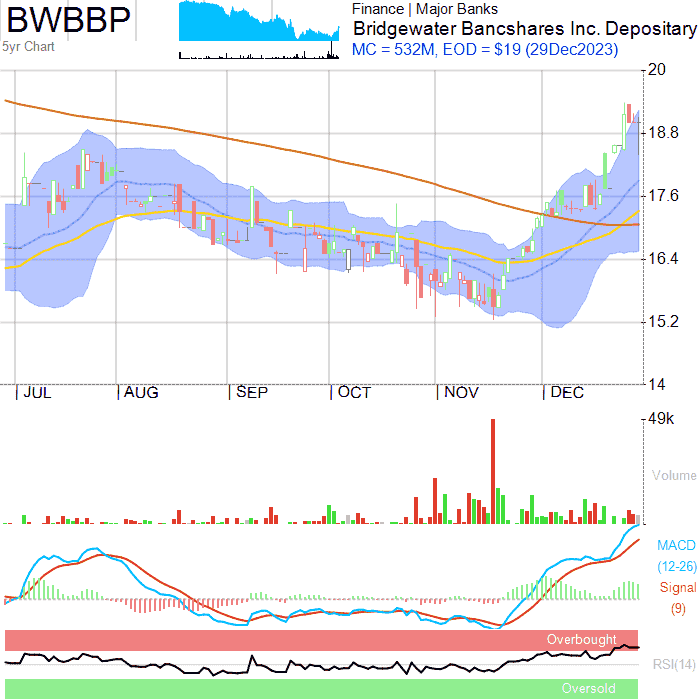 BWBBP
5yr Chart
Finance | Major Banks
Bridgewater Bancshares Inc. Depositary
MC = 532M, EOD = $19 (29Dec2023)
20
18.8
17.6
16.4
15.2
14
JUL AUG SEP OCT NOV DEC
49k
Volume
MACD
(12-26)
Signal
(9)
Overbought
RSI(14)
Oversold